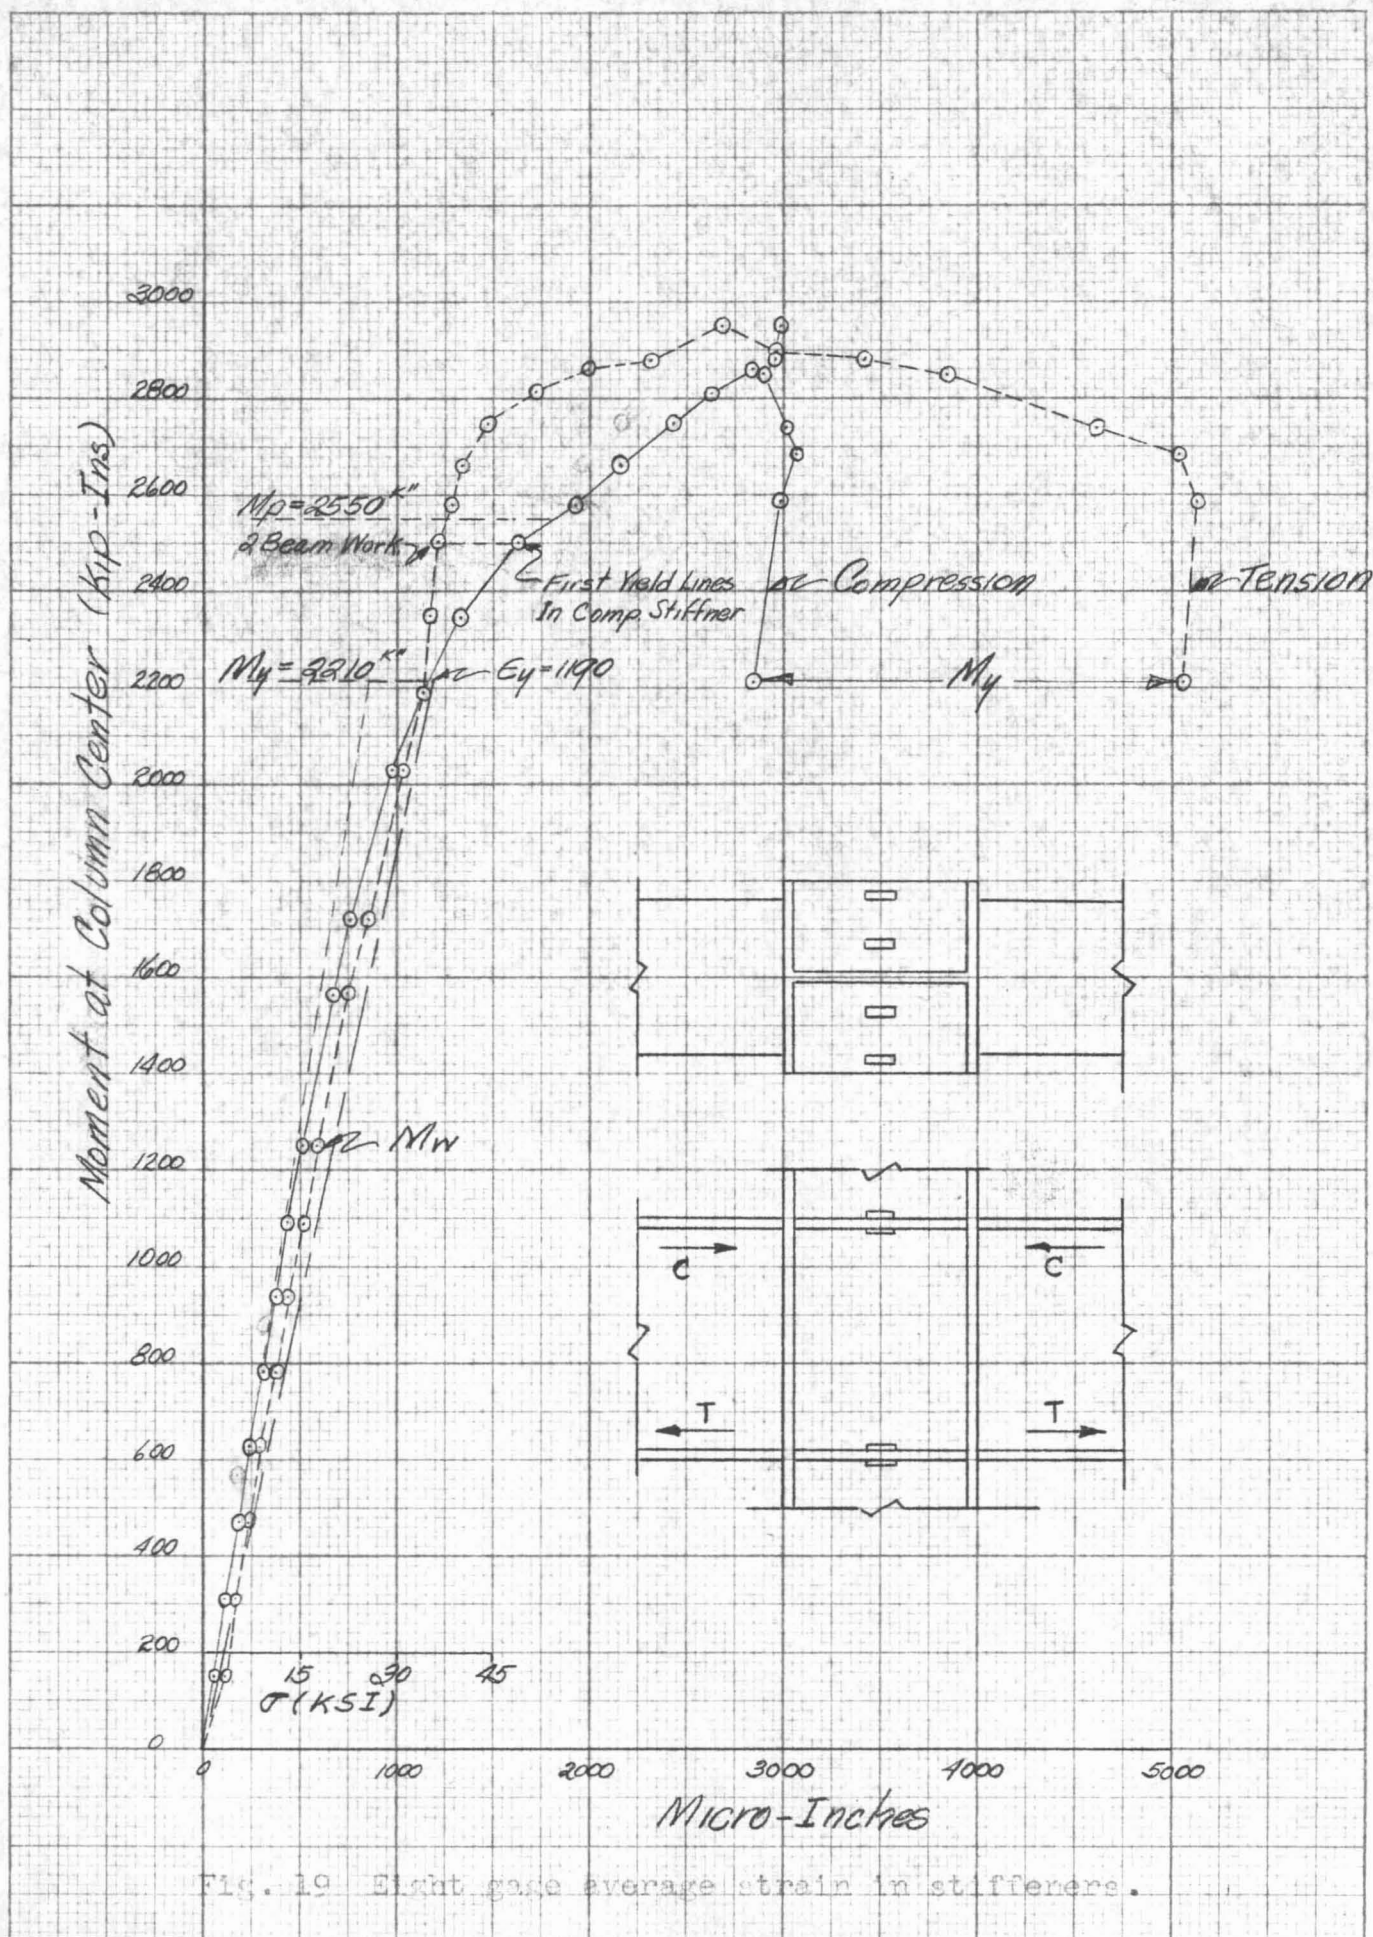 Moment at Column Center (Kip-Ins)
3000
2800
2600
2400
2200
2000
1800
1600
1400
1200
1000
800
600
400
200
0
Mp=2550K"
2 Beam Work
First Yield Lines
In Comp. Stiffner
Compression
Tension
My=2210K"
Ey=1190
My
Mw
C
C
T
T
15
30
45
σ(KSI)
0
1000
2000
3000
4000
5000
Micro-Inches
Fig. 19 Eight gage average strain in stiffeners.